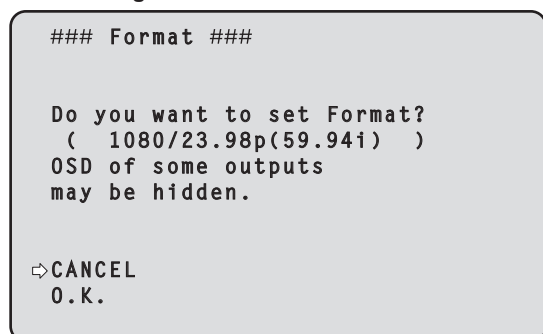 ### Format ###
Do you want to set Format?
( 1080/23.98p(59.94i) )
OSD of some outputs
may be hidden.
⇨CANCEL
O.K.